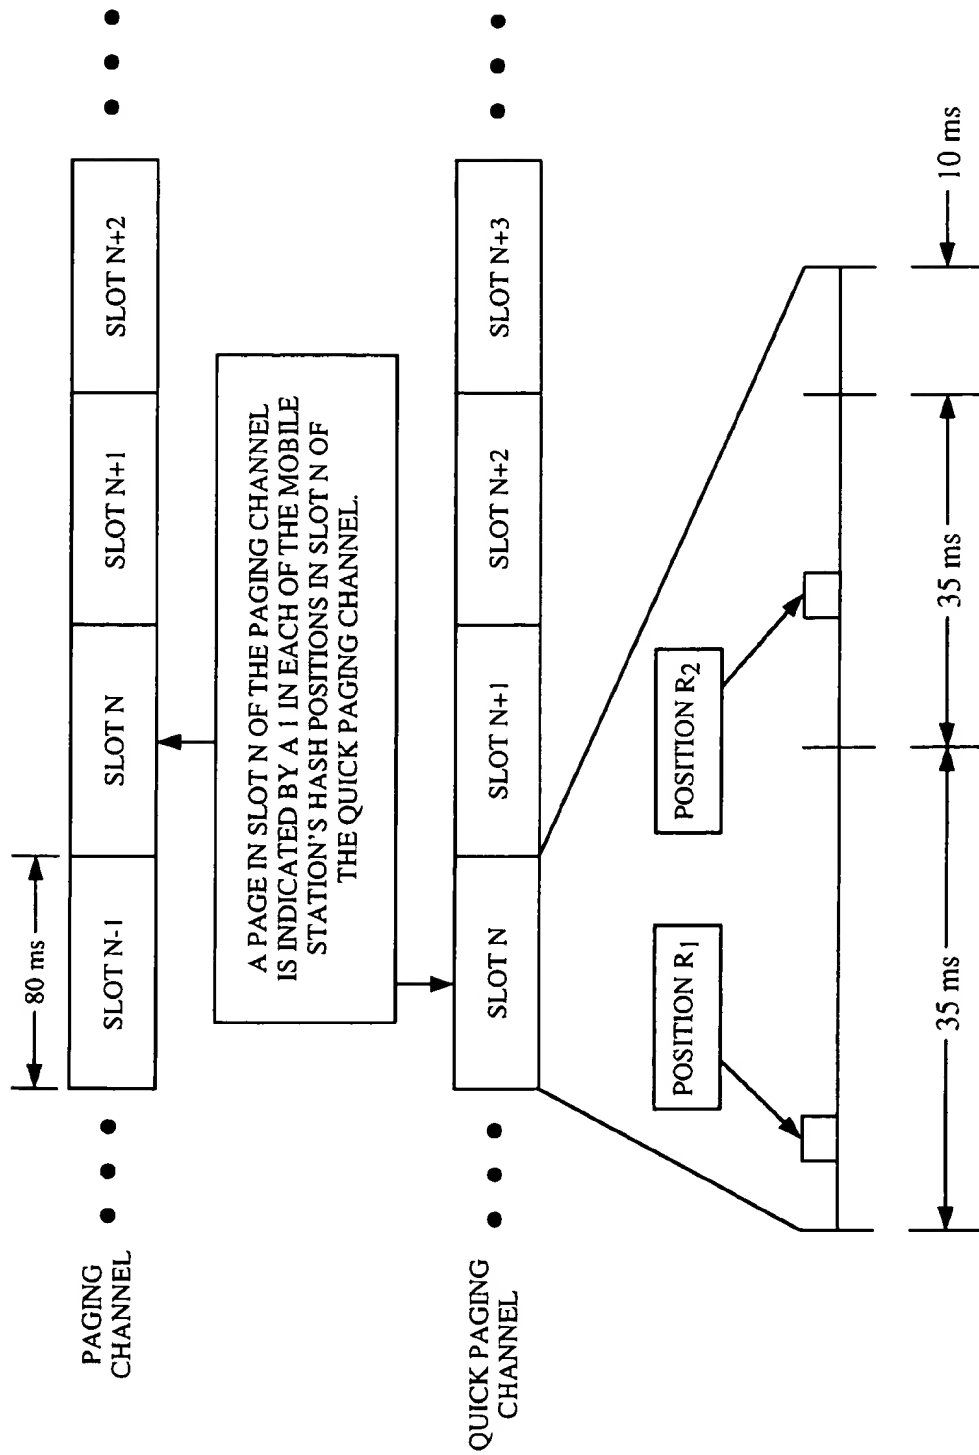 PAGING
CHANNEL
80 ms
SLOT N-1
SLOT N
SLOT N+1
SLOT N+2
A PAGE IN SLOT N OF THE PAGING CHANNEL
IS INDICATED BY A 1 IN EACH OF THE MOBILE
STATION'S HASH POSITIONS IN SLOT N OF
THE QUICK PAGING CHANNEL.
QUICK PAGING
CHANNEL
SLOT N
SLOT N+1
SLOT N+2
SLOT N+3
POSITION R1
POSITION R2
35 ms
35 ms
10 ms